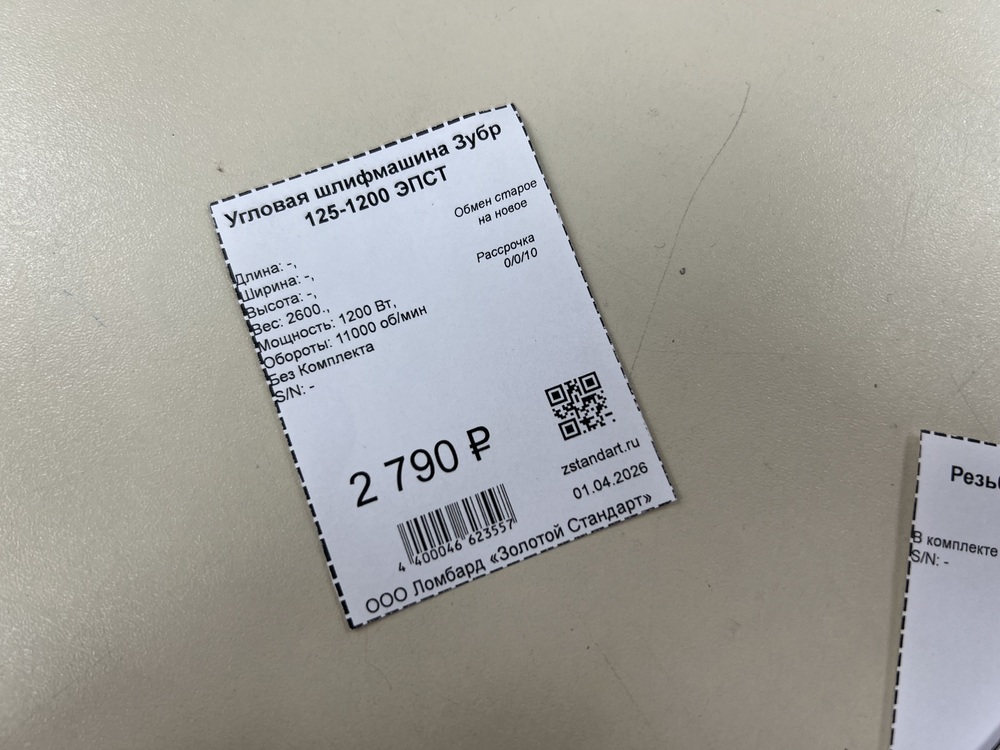 Угловая шлифмашина Зубр
125-1200 ЭПСТ
Обмен старое
на новое
Рассрочка
0/0/10
Длина: -,
Ширина: -,
Высота: -,
Вес: 2600.,
Мощность: 1200 Вт,
Обороты: 11000 об/мин
Без Комплекта
S/N: -
2 790 ₽
zstandart.ru
01.04.2026
4 400046 623557
ООО Ломбард «Золотой Стандарт»
В комплекте
S/N: -